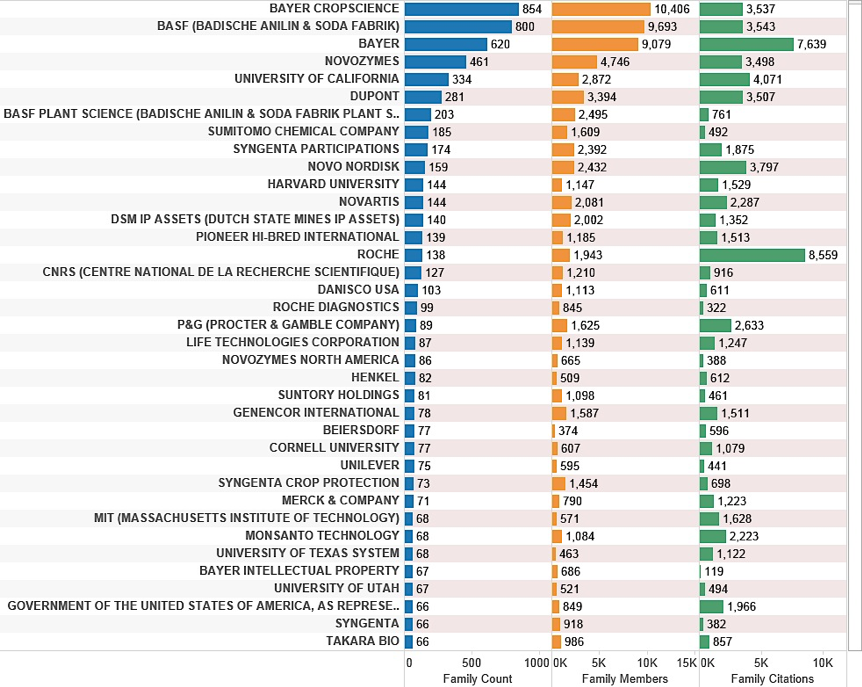 BAYER CROPSCIENCE 854 10,406 3,537
BASF (BADISCHE ANILIN & SODA FABRIK) 800 9,693 3,543
BAYER 620 9,079 7,639
NOVOZYMES 461 4,746 3,498
UNIVERSITY OF CALIFORNIA 334 2,872 4,071
DUPONT 281 3,394 3,507
BASF PLANT SCIENCE (BADISCHE ANILIN & SODA FABRIK PLANT S.. 203 2,495 761
SUMITOMO CHEMICAL COMPANY 185 1,609 492
SYNGENTA PARTICIPATIONS 174 2,392 1,875
NOVO NORDISK 159 2,432 3,797
HARVARD UNIVERSITY 144 1,147 1,529
NOVARTIS 144 2,081 2,287
DSM IP ASSETS (DUTCH STATE MINES IP ASSETS) 140 2,002 1,352
PIONEER HI-BRED INTERNATIONAL 139 1,185 1,513
ROCHE 138 1,943 8,559
CNRS (CENTRE NATIONAL DE LA RECHERCHE SCIENTIFIQUE) 127 1,210 916
DANISCO USA 103 1,113 611
ROCHE DIAGNOSTICS 99 845 322
P&G (PROCTER & GAMBLE COMPANY) 89 1,625 2,633
LIFE TECHNOLOGIES CORPORATION 87 1,139 1,247
NOVOZYMES NORTH AMERICA 86 665 388
HENKEL 82 509 612
SUNTORY HOLDINGS 81 1,098 461
GENENCOR INTERNATIONAL 78 1,587 1,511
BEIERSDORF 77 374 596
CORNELL UNIVERSITY 77 607 1,079
UNILEVER 75 595 441
SYNGENTA CROP PROTECTION 73 1,454 698
MERCK & COMPANY 71 790 1,223
MIT (MASSACHUSETTS INSTITUTE OF TECHNOLOGY) 68 571 1,628
MONSANTO TECHNOLOGY 68 1,084 2,223
UNIVERSITY OF TEXAS SYSTEM 68 463 1,122
BAYER INTELLECTUAL PROPERTY 67 686 119
UNIVERSITY OF UTAH 67 521 494
GOVERNMENT OF THE UNITED STATES OF AMERICA, AS REPRESE.. 66 849 1,966
SYNGENTA 66 918 382
TAKARA BIO 66 986 857
0 500 1000 0K 5K 10K 15K 0K 5K 10K
Family Count Family Members Family Citations